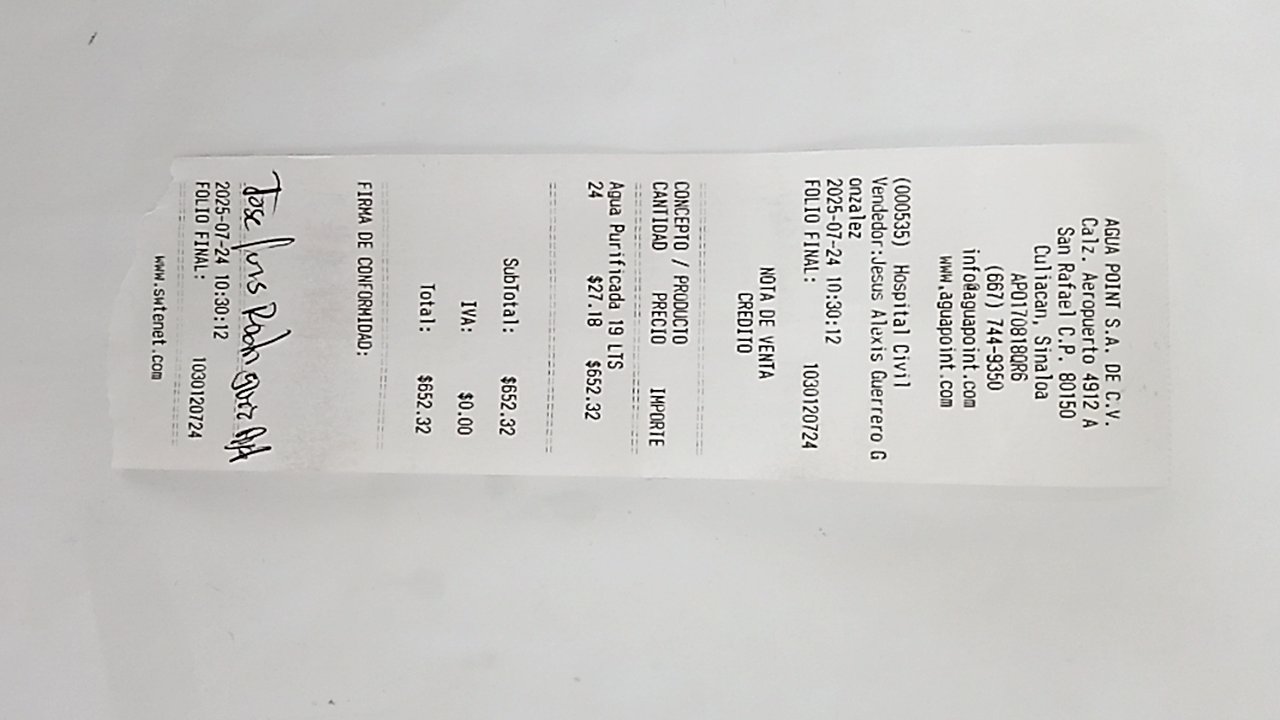 AGUA POINT S.A. DE C.V.
Calz. Aeropuerto 4912 A
San Rafael C.P. 80150
Culiacan, Sinaloa
APO170818QR6
(667) 744-9350
info@aguapoint.com
www.aguapoint.com
(000535) Hospital Civil
Vendedor:Jesus Alexis Guerrero G
onzalez
2025-07-24 10:30:12
FOLIO FINAL: 1030120724
NOTA DE VENTA
CREDITO
CONCEPTO / PRODUCTO
CANTIDAD PRECIO IMPORTE
Agua Purificada 19 LTS
24 $27.18 $652.32
SubTotal: $652.32
IVA: $0.00
Total: $652.32
FIRMA DE CONFORMIDAD:
Jose Luis Rodriguez
2025-07-24 10:30:12
FOLIO FINAL: 1030120724
www.swtenet.com